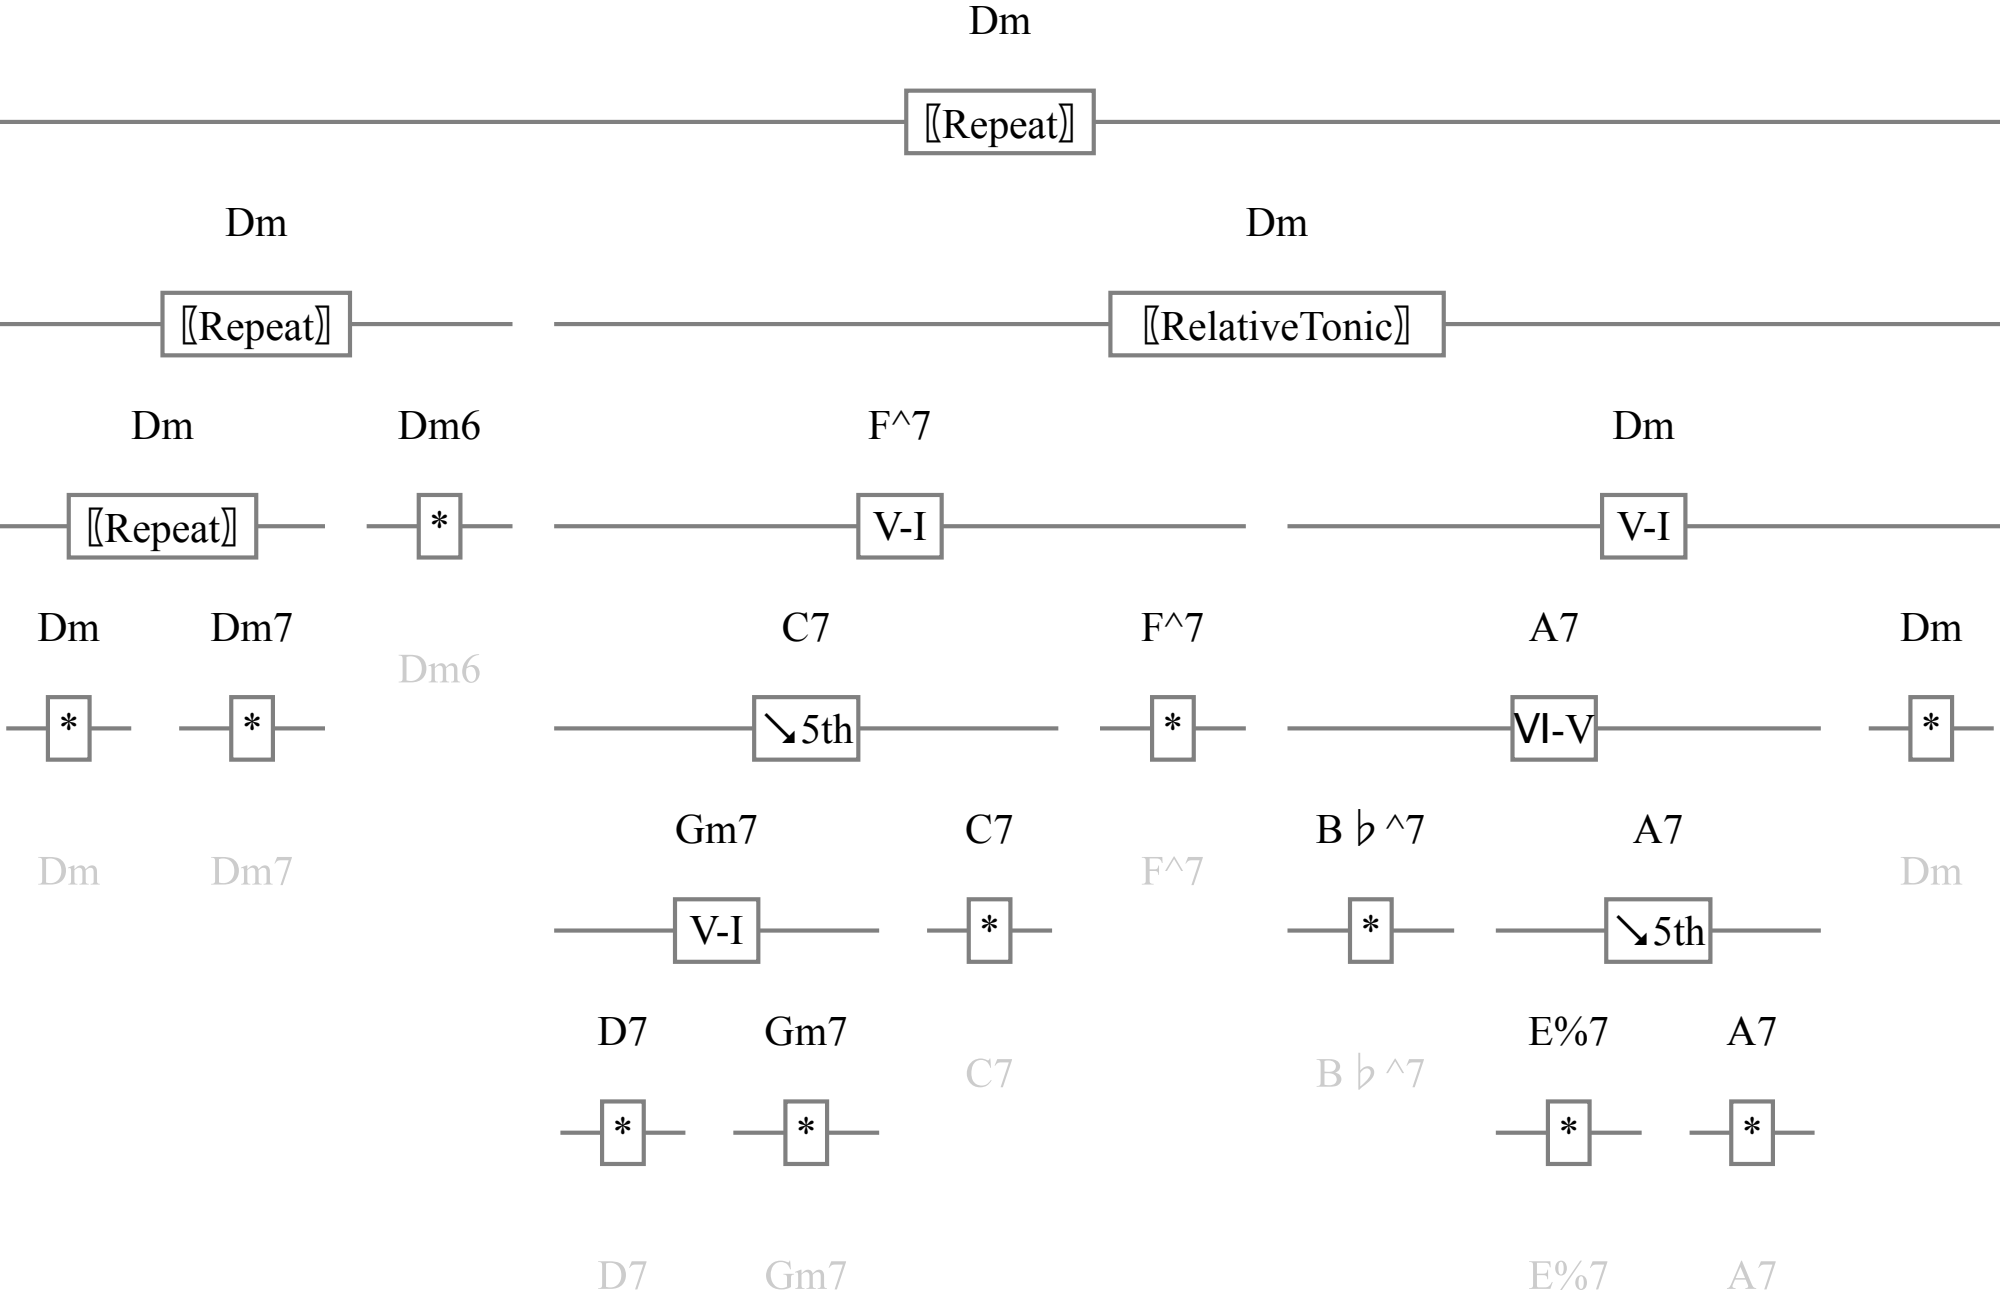 Dm
⟦Repeat⟧
Dm Dm
⟦Repeat⟧ ⟦RelativeTonic⟧
Dm Dm6 F^7 Dm
⟦Repeat⟧ * V-I V-I
Dm Dm7 C7 F^7 A7 Dm
Dm6
* * ↘5th * VI-V *
Gm7 C7 B♭^7 A7
Dm Dm7 F^7 Dm
V-I * * ↘5th
D7 Gm7 E%7 A7
C7 B♭^7
* * * *
D7 Gm7 E%7 A7